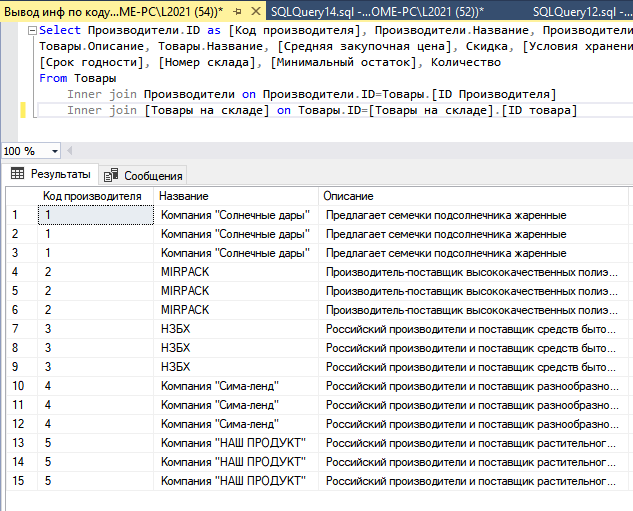 Вывод инф по коду...ME-PC\L2021 (54))* SQLQuery14.sql -...OME-PC\L2021 (52))* SQLQuery12.sql -...
Select Производители.ID as [Код производителя], Производители.Название, Производители
Товары.Описание, Товары.Название, [Средняя закупочная цена], Скидка, [Условия хранени
[Срок годности], [Номер склада], [Минимальный остаток], Количество
From Товары
Inner join Производители on Производители.ID=Товары.[ID Производителя]
Inner join [Товары на складе] on Товары.ID=[Товары на складе].[ID товара]
100 %
Результаты Сообщения
Код производителя Название Описание
1 1 Компания "Солнечные дары" Предлагает семечки подсолнечника жаренные
2 1 Компания "Солнечные дары" Предлагает семечки подсолнечника жаренные
3 1 Компания "Солнечные дары" Предлагает семечки подсолнечника жаренные
4 2 MIRPACK Производитель-поставщик высококачественных полиэ...
5 2 MIRPACK Производитель-поставщик высококачественных полиэ...
6 2 MIRPACK Производитель-поставщик высококачественных полиэ...
7 3 НЗБХ Российский производители и поставщик средств быто...
8 3 НЗБХ Российский производители и поставщик средств быто...
9 3 НЗБХ Российский производители и поставщик средств быто...
10 4 Компания "Сима-ленд" Российский производители и поставщик разнообразно...
11 4 Компания "Сима-ленд" Российский производители и поставщик разнообразно...
12 4 Компания "Сима-ленд" Российский производители и поставщик разнообразно...
13 5 Компания "НАШ ПРОДУКТ" Российский производители и поставщик растительног...
14 5 Компания "НАШ ПРОДУКТ" Российский производители и поставщик растительног...
15 5 Компания "НАШ ПРОДУКТ" Российский производители и поставщик растительног...